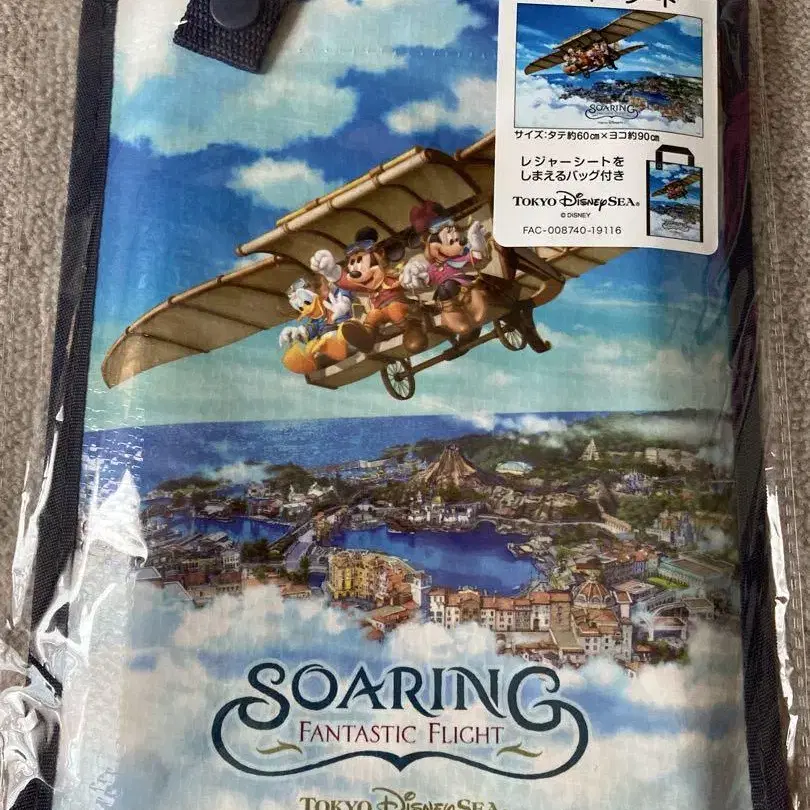 SOARING
サイズ:タテ約60㎝×ヨコ約90㎝
レジャーシートを
しまえるバッグ付き
TOKYO DISNEYSEA®
© DISNEY
FAC-008740-19116
SOARING
FANTASTIC FLIGHT
TOKYO DISNEYSEA